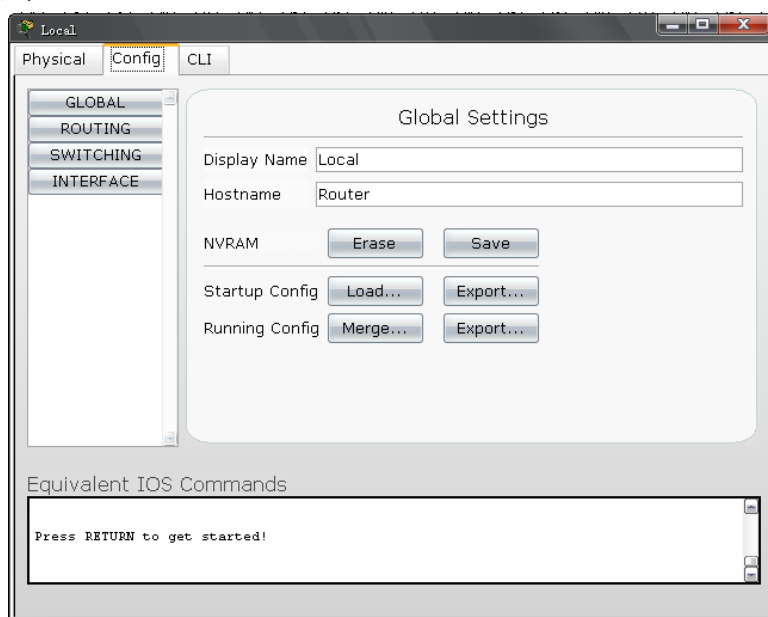 Local
Physical Config CLI
GLOBAL
ROUTING
SWITCHING
INTERFACE
Global Settings
Display Name Local
Hostname Router
NVRAM Erase Save
Startup Config Load... Export...
Running Config Merge... Export...
Equivalent IOS Commands
Press RETURN to get started!